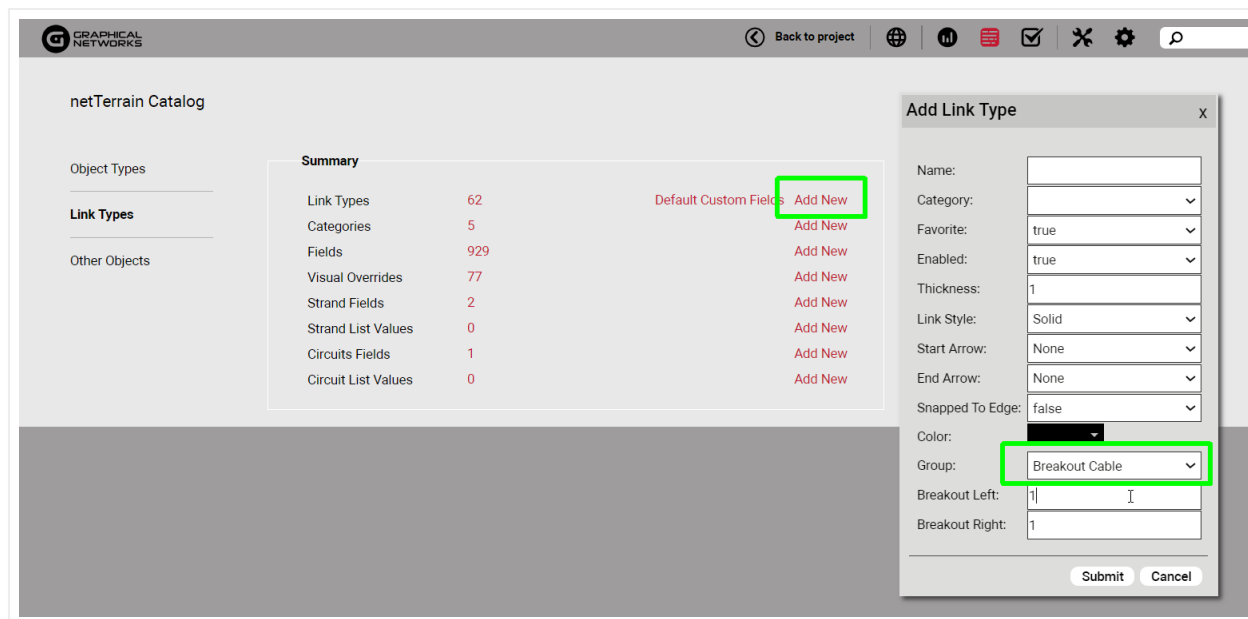 GRAPHICAL
NETWORKS
Back to project
netTerrain Catalog
Object Types
Link Types
Other Objects
Summary
Link Types 62 Default Custom Fields Add New
Categories 5 Add New
Fields 929 Add New
Visual Overrides 77 Add New
Strand Fields 2 Add New
Strand List Values 0 Add New
Circuits Fields 1 Add New
Circuit List Values 0 Add New
Add Link Type X
Name:
Category:
Favorite: true
Enabled: true
Thickness: 1
Link Style: Solid
Start Arrow: None
End Arrow: None
Snapped To Edge: false
Color:
Group: Breakout Cable
Breakout Left: 1
Breakout Right: 1
Submit Cancel